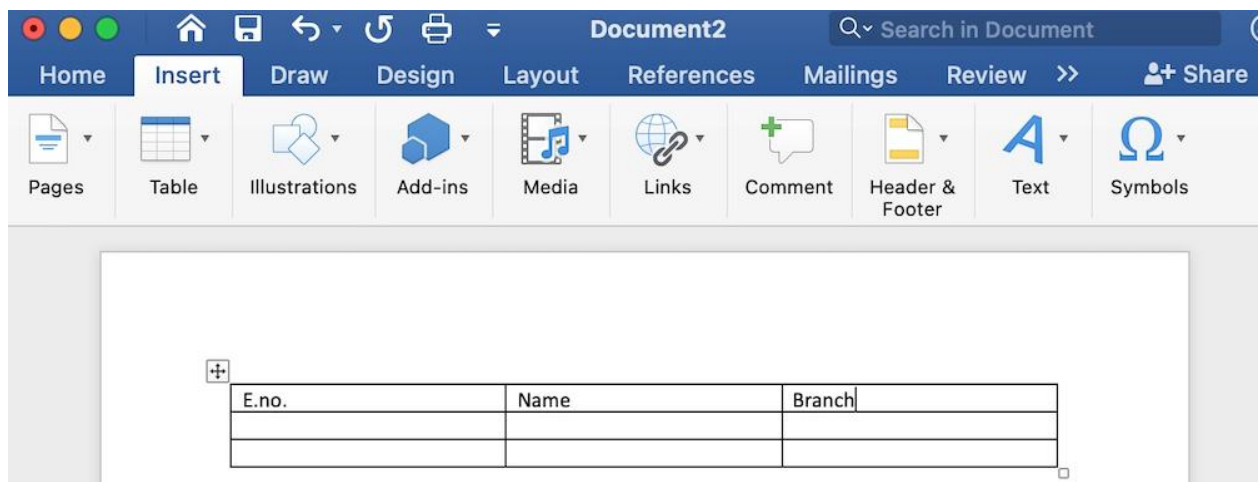 Document2
Search in Document
Home Insert Draw Design Layout References Mailings Review >> Share
Pages Table Illustrations Add-ins Media Links Comment Header & Text Symbols
Footer
E.no. Name Branch